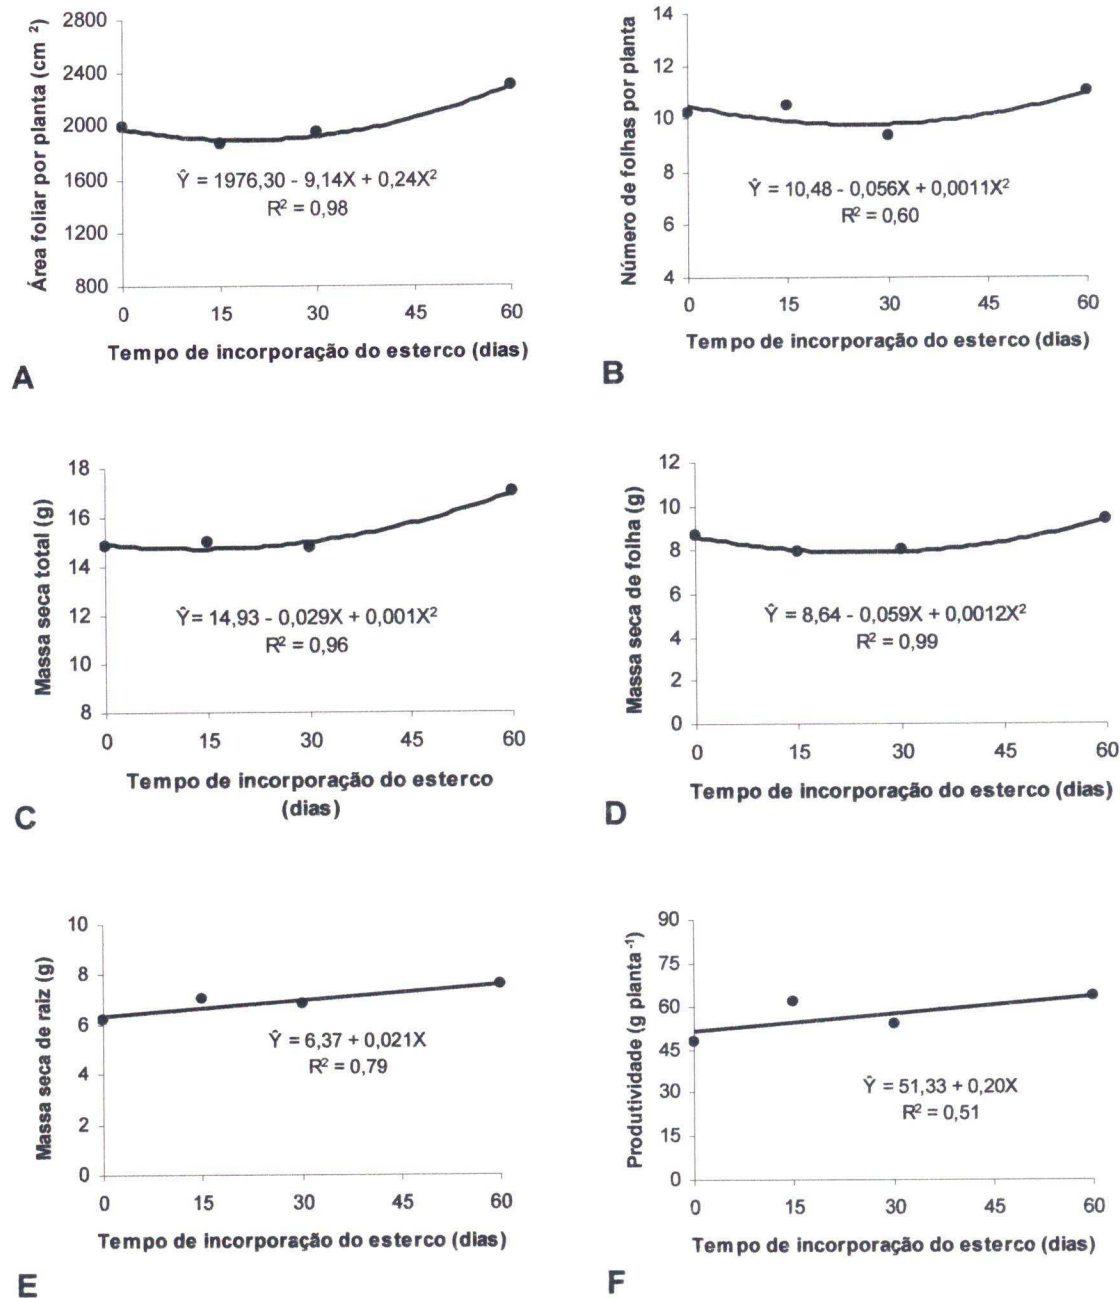 Área foliar por planta (cm ²)
2800
2400
2000
1600
1200
800
Ŷ = 1976,30 - 9,14X + 0,24X²
R² = 0,98
0 15 30 45 60
Tempo de incorporação do esterco (dias)
A
Número de folhas por planta
14
12
10
8
6
4
Ŷ = 10,48 - 0,056X + 0,0011X²
R² = 0,60
0 15 30 45 60
Tempo de incorporação do esterco (dias)
B
Massa seca total (g)
18
16
14
12
10
8
Ŷ= 14,93 - 0,029X + 0,001X²
R² = 0,96
0 15 30 45 60
Tempo de incorporação do esterco
(dias)
C
Massa seca de folha (g)
12
10
8
6
4
2
0
Ŷ = 8,64 - 0,059X + 0,0012X²
R² = 0,99
0 15 30 45 60
Tempo de incorporação do esterco (dias)
D
Massa seca de raiz (g)
10
8
6
4
2
0
Ŷ = 6,37 + 0,021X
R² = 0,79
0 15 30 45 60
Tempo de incorporação do esterco (dias)
E
Produtividade (g planta⁻¹)
90
75
60
45
30
15
0
Ŷ = 51,33 + 0,20X
R² = 0,51
0 15 30 45 60
Tempo de incorporação do esterco (dias)
F